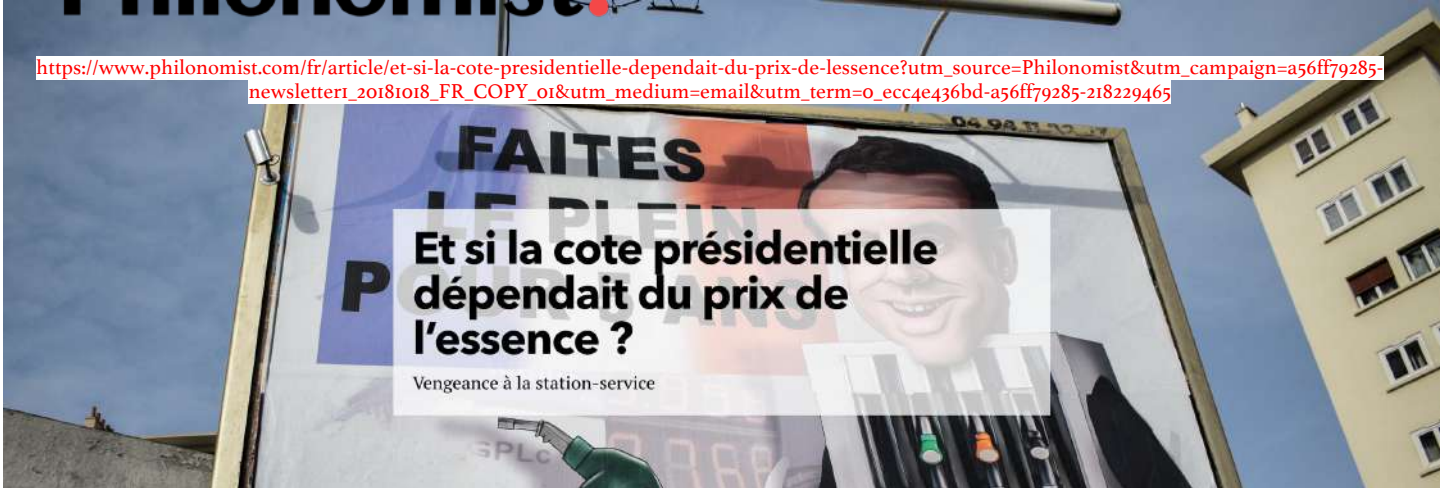 Philonomist.
https://www.philonomist.com/fr/article/et-si-la-cote-presidentielle-dependait-du-prix-de-lessence?utm_source=Philonomist&utm_campaign=a56ff79285-
newsletter1_20181018_FR_COPY_01&utm_medium=email&utm_term=0_ecc4e436bd-a56ff79285-218229465
FAITES
LE PLEIN
POUR 5 ANS
Et si la cote présidentielle
dépendait du prix de
l’essence ?
Vengeance à la station-service
GPLc